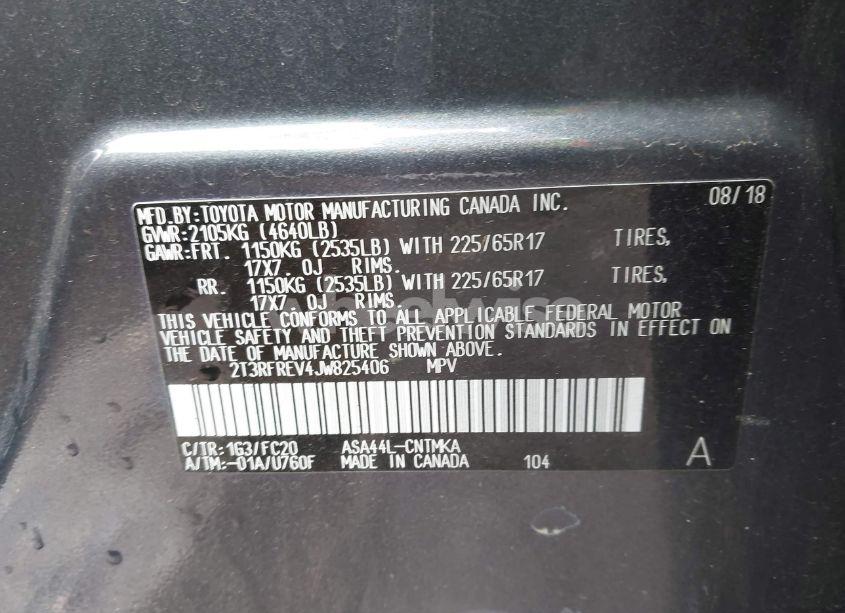 MFD.BY:TOYOTA MOTOR MANUFACTURING CANADA INC. 08/18
GVWR:2105KG (4640LB)
GAWR:FRT. 1150KG (2535LB) WITH 225/65R17 TIRES,
17X7.0J RIMS.
RR. 1150KG (2535LB) WITH 225/65R17 TIRES,
17X7.0J RIMS.
THIS VEHICLE CONFORMS TO ALL APPLICABLE FEDERAL MOTOR
VEHICLE SAFETY AND THEFT PREVENTION STANDARDS IN EFFECT ON
THE DATE OF MANUFACTURE SHOWN ABOVE.
2T3RFREV4JW825406 MPV
C/TR:1G3/FC20 ASA44L-CNTMKA
A/TM:-01A/U760F MADE IN CANADA 104 A